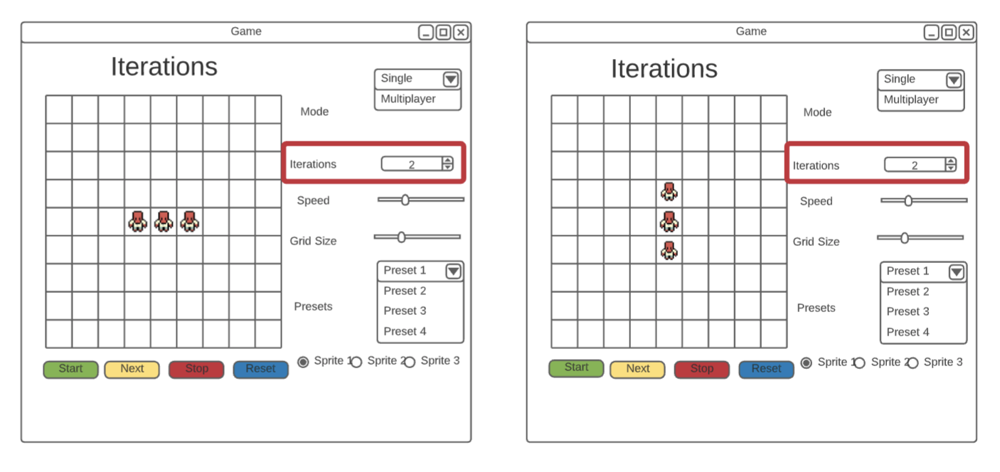 Game
Iterations
Single
Multiplayer
Mode
Iterations
2
Speed
Grid Size
Preset 1
Preset 2
Preset 3
Preset 4
Presets
Sprite 1
Sprite 2
Sprite 3
Start
Next
Stop
Reset
Game
Iterations
Single
Multiplayer
Mode
Iterations
2
Speed
Grid Size
Preset 1
Preset 2
Preset 3
Preset 4
Presets
Sprite 1
Sprite 2
Sprite 3
Start
Next
Stop
Reset